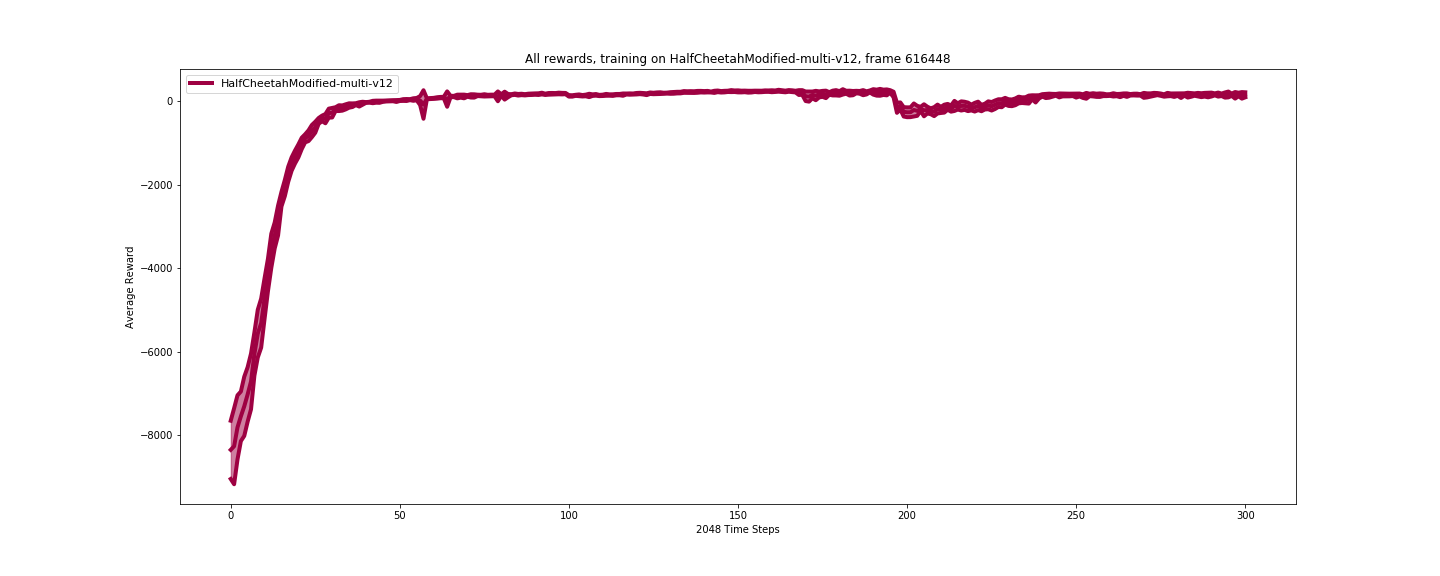 All rewards, training on HalfCheetahModified-multi-v12, frame 616448
HalfCheetahModified-multi-v12
0
−2000
−4000
−6000
−8000
Average Reward
0 50 100 150 200 250 300
2048 Time Steps